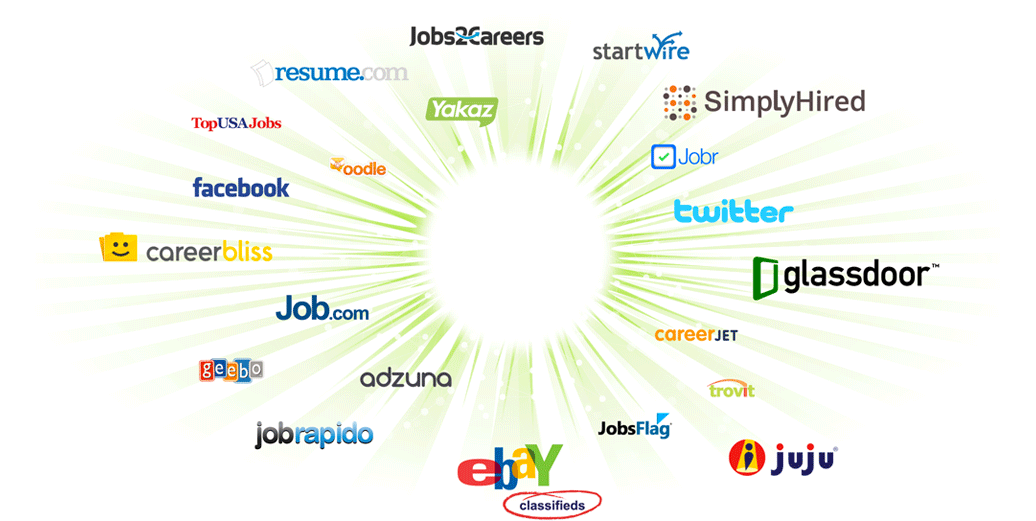 Jobs2Careers
startwire
resume.com
SimplyHired
Yakaz
TopUSAJobs
Jobr
oodle
facebook
twitter
careerbliss
glassdoor™
Job.com
careerJET
geebo
adzuna
trovit
JobsFlag
jobrapido
juju®
ebay
classifieds